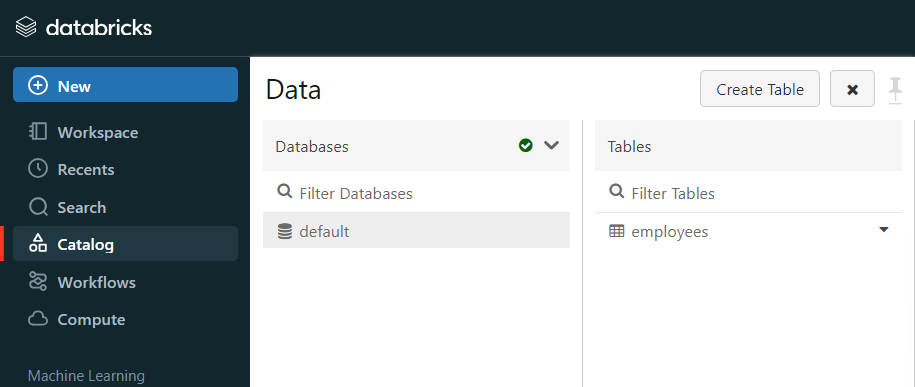 databricks
New
Workspace
Recents
Search
Catalog
Workflows
Compute
Machine Learning
Data
Create Table
Databases
Filter Databases
default
Tables
Filter Tables
employees